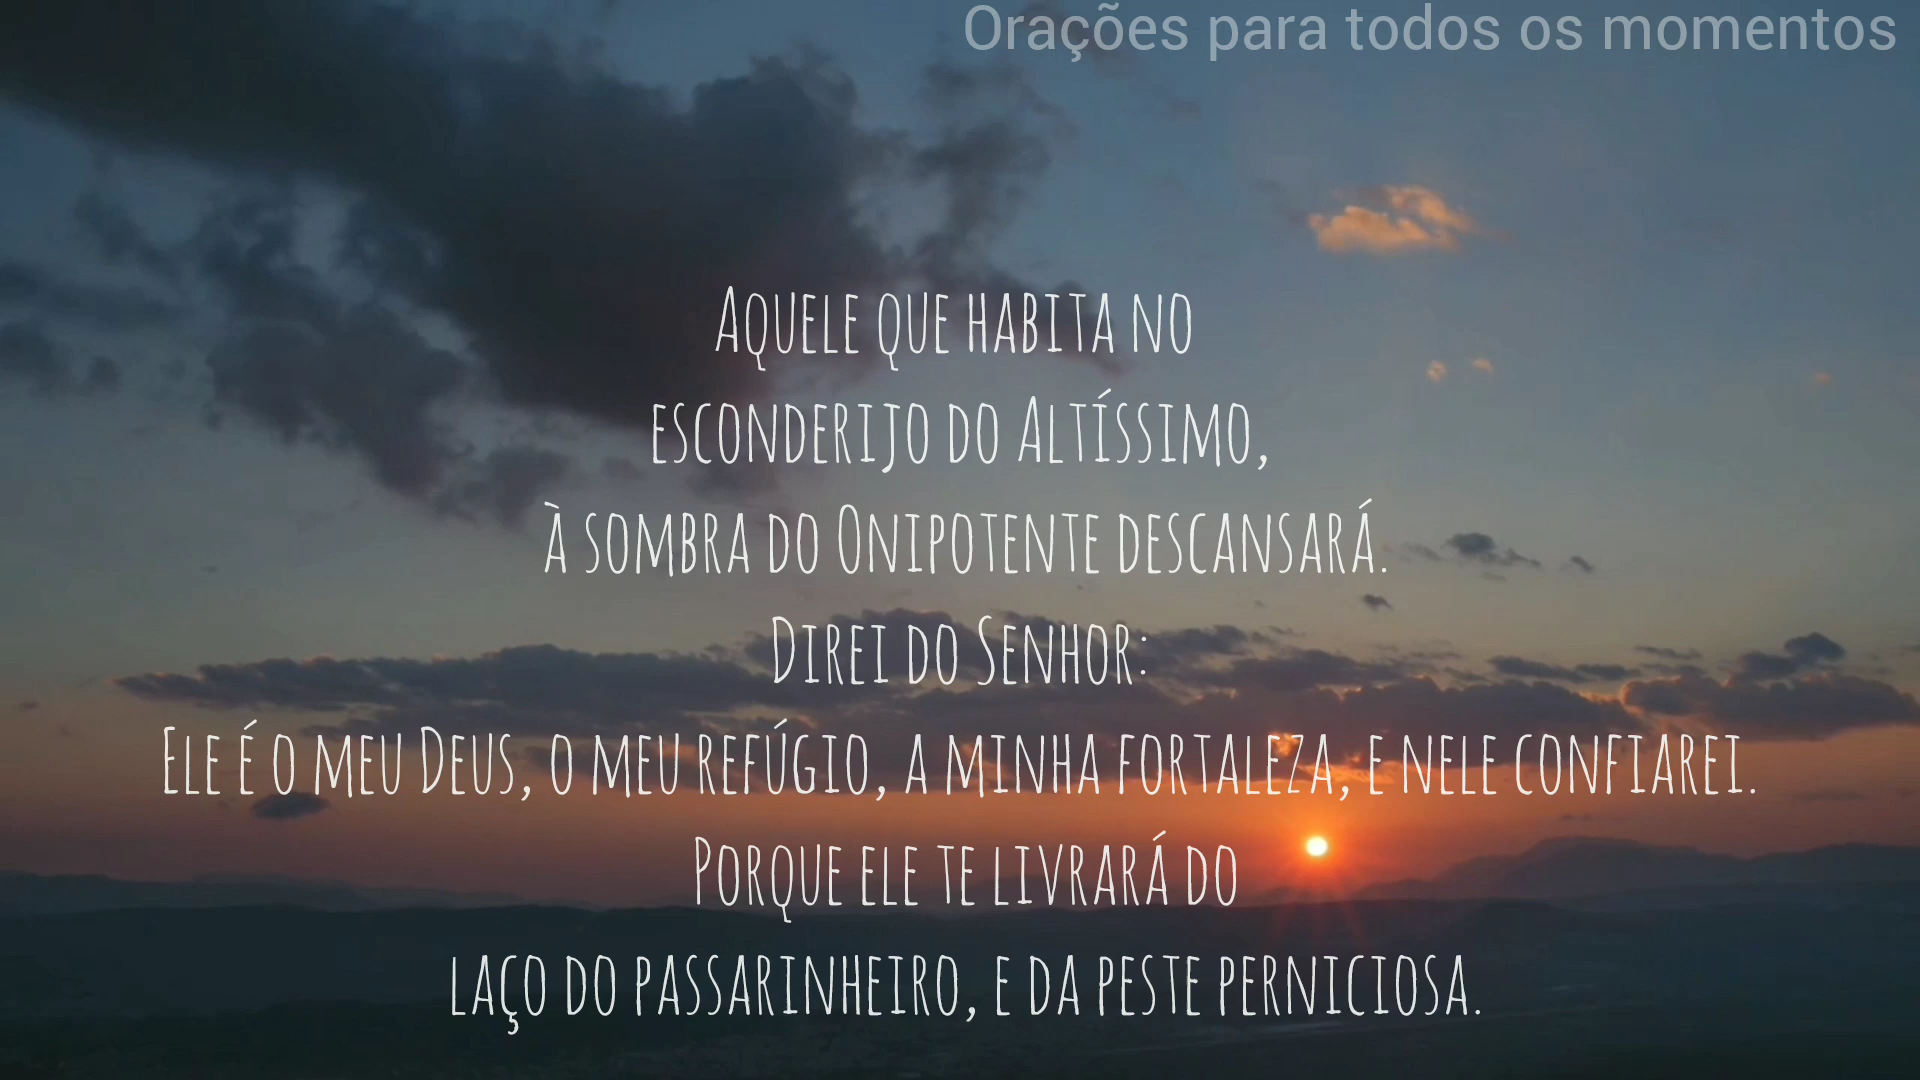 Orações para todos os momentos
Aquele que habita no
esconderijo do Altíssimo,
à sombra do Onipotente descansará.
Direi do Senhor:
Ele é o meu Deus, o meu refúgio, a minha fortaleza, e nele confiarei.
Porque ele te livrará do
laço do passarinheiro, e da peste perniciosa.